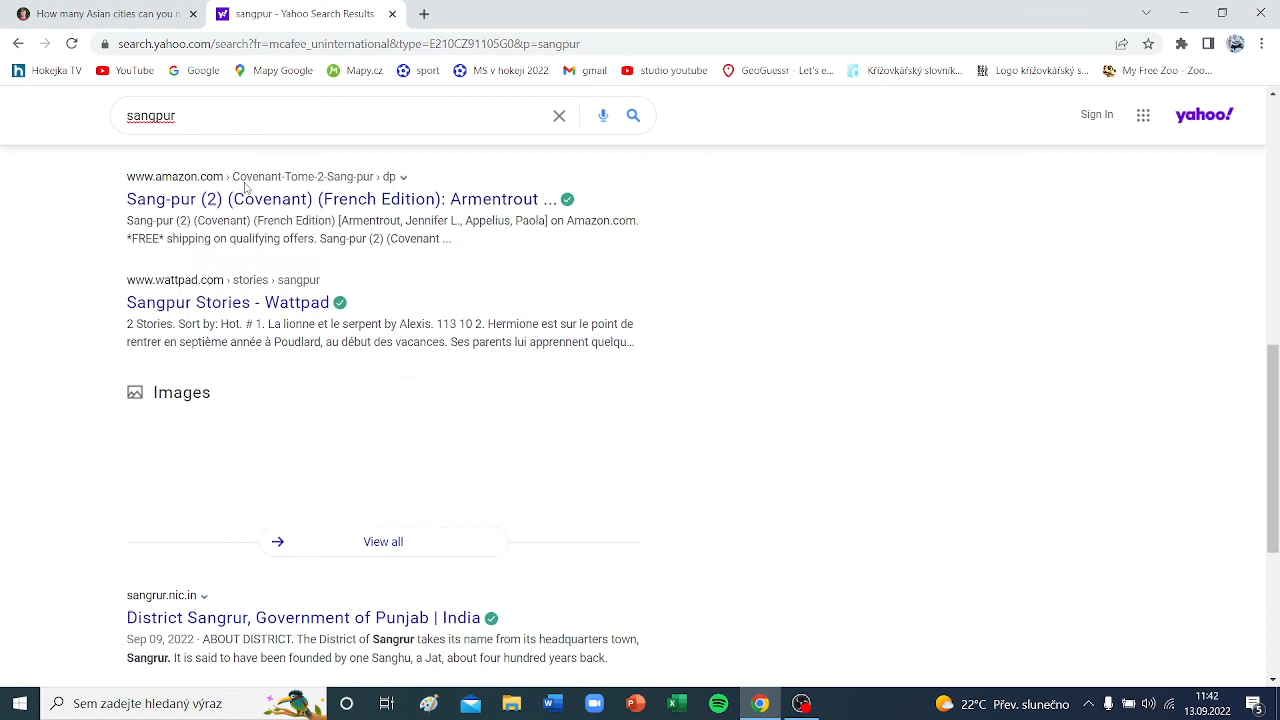 How many Asian cities can you na
sangpur - Yahoo Search Results
search.yahoo.com/search?fr=mcafee_uninternational&type=E210CZ91105G0&p=sangpur
Hokejka TV
YouTube
Google
Mapy Google
Mapy.cz
sport
MS v hokeji 2022
gmail
studio youtube
GeoGuessr - Let's e...
Křížovkářský slovník...
Logo křížovkářský s...
My Free Zoo - Zoo...
sangpur
Sign In
yahoo!
www.amazon.com › Covenant-Tome-2-Sang-pur › dp
Sang-pur (2) (Covenant) (French Edition): Armentrout ...
Sang-pur (2) (Covenant) (French Edition) [Armentrout, Jennifer L., Appelius, Paola] on Amazon.com.
*FREE* shipping on qualifying offers. Sang-pur (2) (Covenant ...
www.wattpad.com › stories › sangpur
Sangpur Stories - Wattpad
2 Stories. Sort by: Hot. # 1. La lionne et le serpent by Alexis. 113 10 2. Hermione est sur le point de
rentrer en septième année à Poudlard, au début des vacances. Ses parents lui apprennent quelqu...
Images
View all
sangrur.nic.in
District Sangrur, Government of Punjab | India
Sep 09, 2022 · ABOUT DISTRICT. The District of Sangrur takes its name from its headquarters town,
Sangrur. It is said to have been founded by one Sanghu, a Jat, about four hundred years back.
Sem zadejte hledaný výraz
22°C Přev. slunečno
11:42
13.09.2022